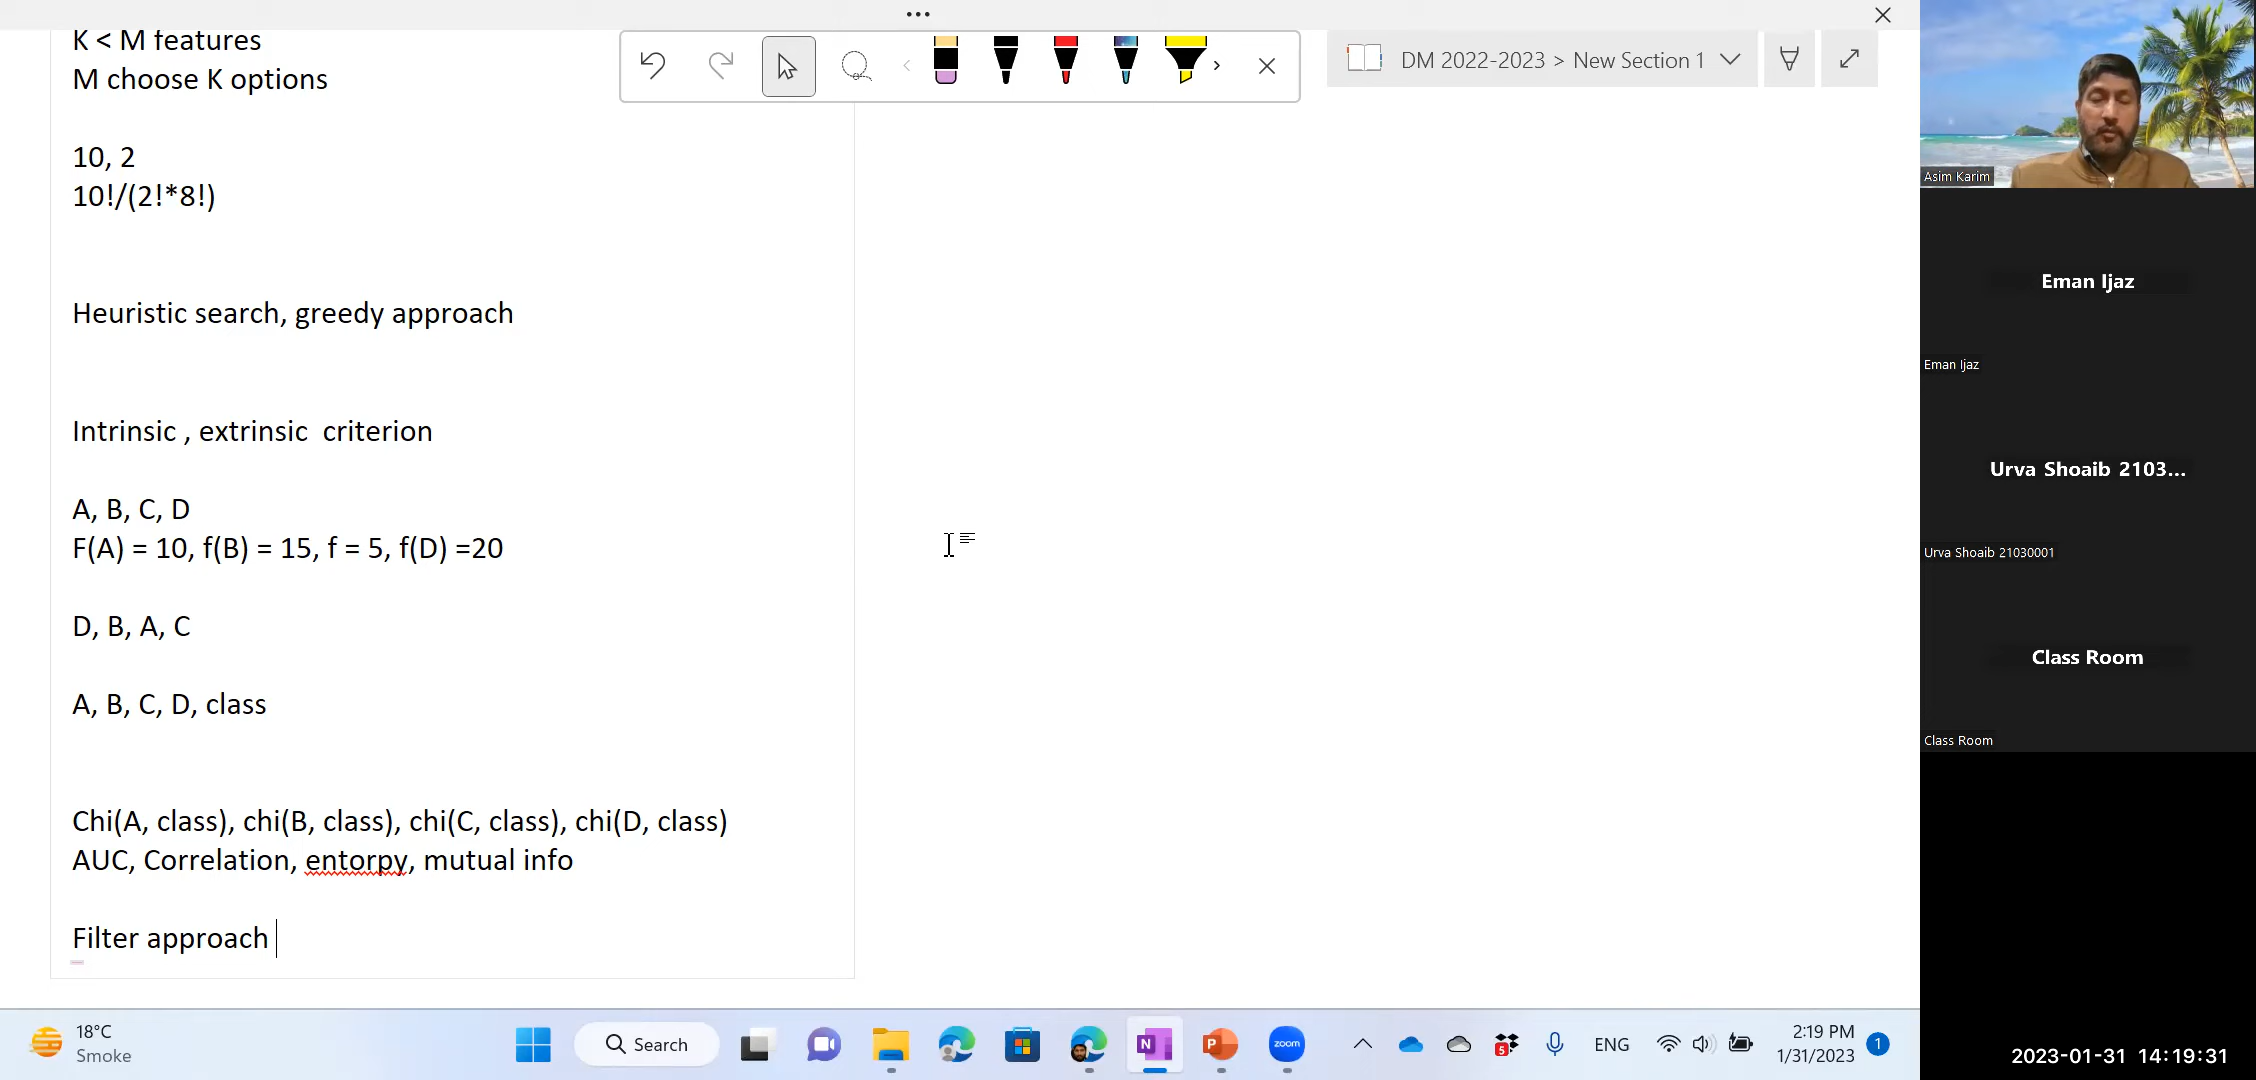 K < M features
M choose K options
10, 2
10!/(2!*8!)
Heuristic search, greedy approach
Intrinsic , extrinsic  criterion
A, B, C, D
F(A) = 10, f(B) = 15, f = 5, f(D) =20
D, B, A, C
A, B, C, D, class
Chi(A, class), chi(B, class), chi(C, class), chi(D, class)
AUC, Correlation, entorpy, mutual info
Filter approach
DM 2022-2023 > New Section 1
Asim Karim
Eman Ijaz
Eman Ijaz
Urva Shoaib 2103...
Urva Shoaib 21030001
Class Room
Class Room
18°C
Smoke
Search
N
P
zoom
5
ENG
2:19 PM
1/31/2023
1
2023-01-31 14:19:31